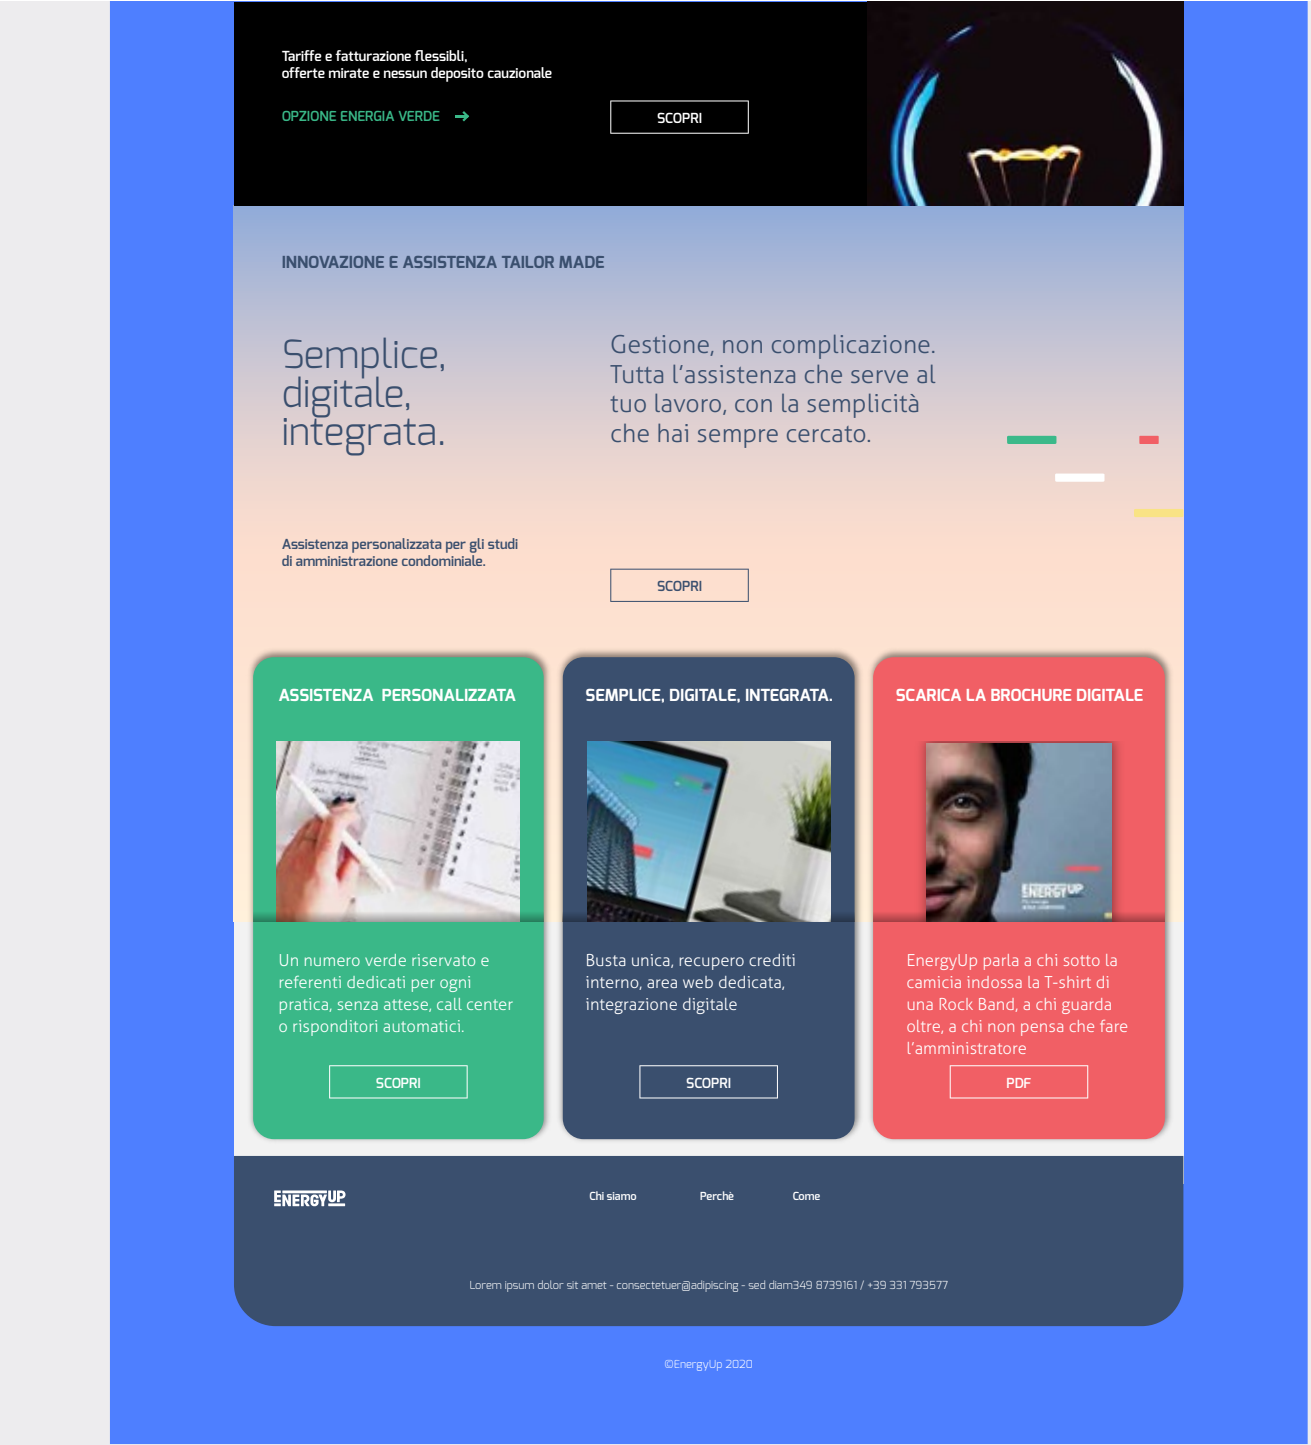 Tariffe e fatturazione flessibli,
offerte mirate e nessun deposito cauzionale
OPZIONE ENERGIA VERDE →
SCOPRI
INNOVAZIONE E ASSISTENZA TAILOR MADE
Semplice,
digitale,
integrata.
Gestione, non complicazione.
Tutta l'assistenza che serve al
tuo lavoro, con la semplicità
che hai sempre cercato.
Assistenza personalizzata per gli studi
di amministrazione condominiale.
SCOPRI
ASSISTENZA PERSONALIZZATA
Un numero verde riservato e
referenti dedicati per ogni
pratica, senza attese, call center
o risponditori automatici.
SCOPRI
SEMPLICE, DIGITALE, INTEGRATA.
Busta unica, recupero crediti
interno, area web dedicata,
integrazione digitale
SCOPRI
SCARICA LA BROCHURE DIGITALE
ENERGYUP
EnergyUp parla a chi sotto la
camicia indossa la T-shirt di
una Rock Band, a chi guarda
oltre, a chi non pensa che fare
l'amministratore
PDF
ENERGYUP
Chi siamo
Perchè
Come
Lorem ipsum dolor sit amet - consectetuer@adipiscing - sed diam349 8739161 / +39 331 793577
©EnergyUp 2020